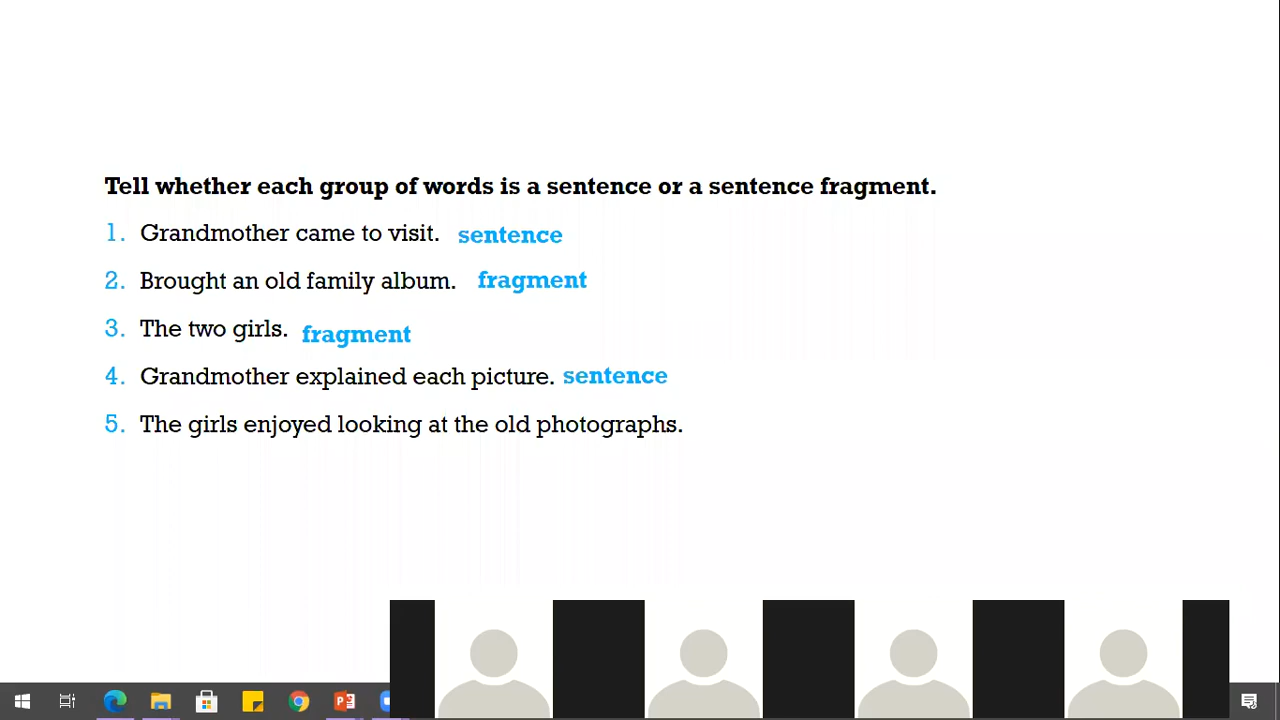 Tell whether each group of words is a sentence or a sentence fragment.
1. Grandmother came to visit. sentence
2. Brought an old family album. fragment
3. The two girls. fragment
4. Grandmother explained each picture. sentence
5. The girls enjoyed looking at the old photographs.